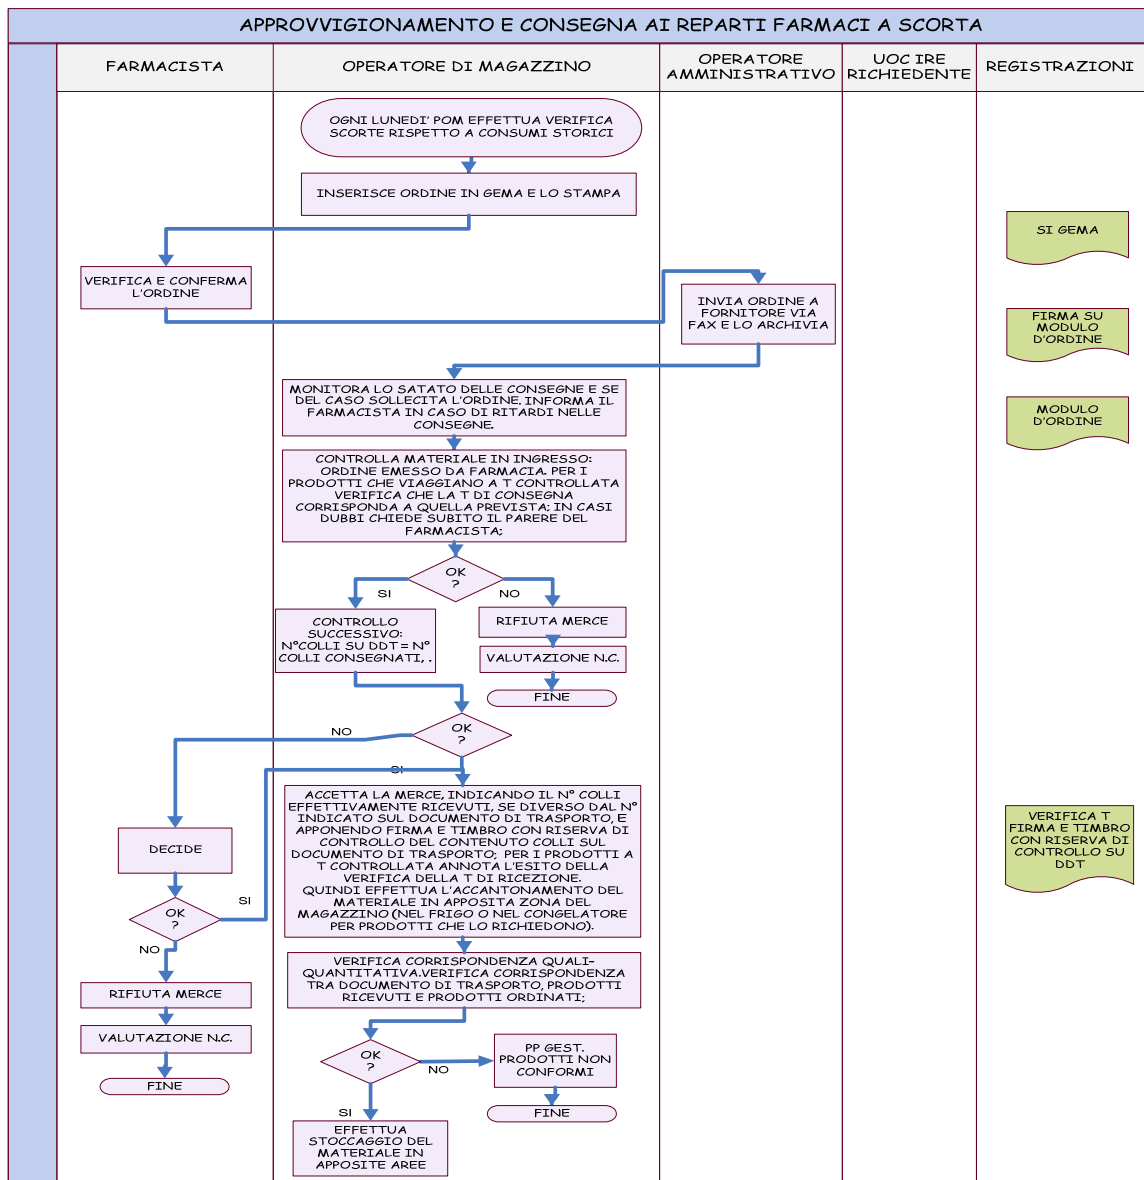 APPROVVIGIONAMENTO E CONSEGNA AI REPARTI FARMACI A SCORTA
FARMACISTA
OPERATORE DI MAGAZZINO
OPERATORE
AMMINISTRATIVO
UOC IRE
RICHIEDENTE
REGISTRAZIONI
OGNI LUNEDI' POM EFFETTUA VERIFICA
SCORTE RISPETTO A CONSUMI STORICI
INSERISCE ORDINE IN GEMA E LO STAMPA
SI GEMA
VERIFICA E CONFERMA
L'ORDINE
INVIA ORDINE A
FORNITORE VIA
FAX E LO ARCHIVIA
FIRMA SU
MODULO
D'ORDINE
MONITORA LO SATATO DELLE CONSEGNE E SE
DEL CASO SOLLECITA L'ORDINE. INFORMA IL
FARMACISTA IN CASO DI RITARDI NELLE
CONSEGNE.
MODULO
D'ORDINE
CONTROLLA MATERIALE IN INGRESSO:
ORDINE EMESSO DA FARMACIA. PER I
PRODOTTI CHE VIAGGIANO A T CONTROLLATA
VERIFICA CHE LA T DI CONSEGNA
CORRISPONDA A QUELLA PREVISTA; IN CASI
DUBBI CHIEDE SUBITO IL PARERE DEL
FARMACISTA;
OK
?
SI
NO
CONTROLLO
SUCCESSIVO:
N°COLLI SU DDT = N°
COLLI CONSEGNATI, .
RIFIUTA MERCE
VALUTAZIONE N.C.
FINE
OK
?
NO
SI
ACCETTA LA MERCE, INDICANDO IL N° COLLI
EFFETTIVAMENTE RICEVUTI, SE DIVERSO DAL N°
INDICATO SUL DOCUMENTO DI TRASPORTO, E
APPONENDO FIRMA E TIMBRO CON RISERVA DI
CONTROLLO DEL CONTENUTO COLLI SUL
DOCUMENTO DI TRASPORTO; PER I PRODOTTI A
T CONTROLLATA ANNOTA L'ESITO DELLA
VERIFICA DELLA T DI RICEZIONE.
QUINDI EFFETTUA L'ACCANTONAMENTO DEL
MATERIALE IN APPOSITA ZONA DEL
MAGAZZINO (NEL FRIGO O NEL CONGELATORE
PER PRODOTTI CHE LO RICHIEDONO).
VERIFICA T
FIRMA E TIMBRO
CON RISERVA DI
CONTROLLO SU
DDT
DECIDE
OK
?
SI
NO
RIFIUTA MERCE
VALUTAZIONE N.C.
FINE
VERIFICA CORRISPONDENZA QUALI-
QUANTITATIVA.VERIFICA CORRISPONDENZA
TRA DOCUMENTO DI TRASPORTO, PRODOTTI
RICEVUTI E PRODOTTI ORDINATI;
OK
?
NO
PP GEST.
PRODOTTI NON
CONFORMI
FINE
SI
EFFETTUA
STOCCAGGIO DEL
MATERIALE IN
APPOSITE AREE